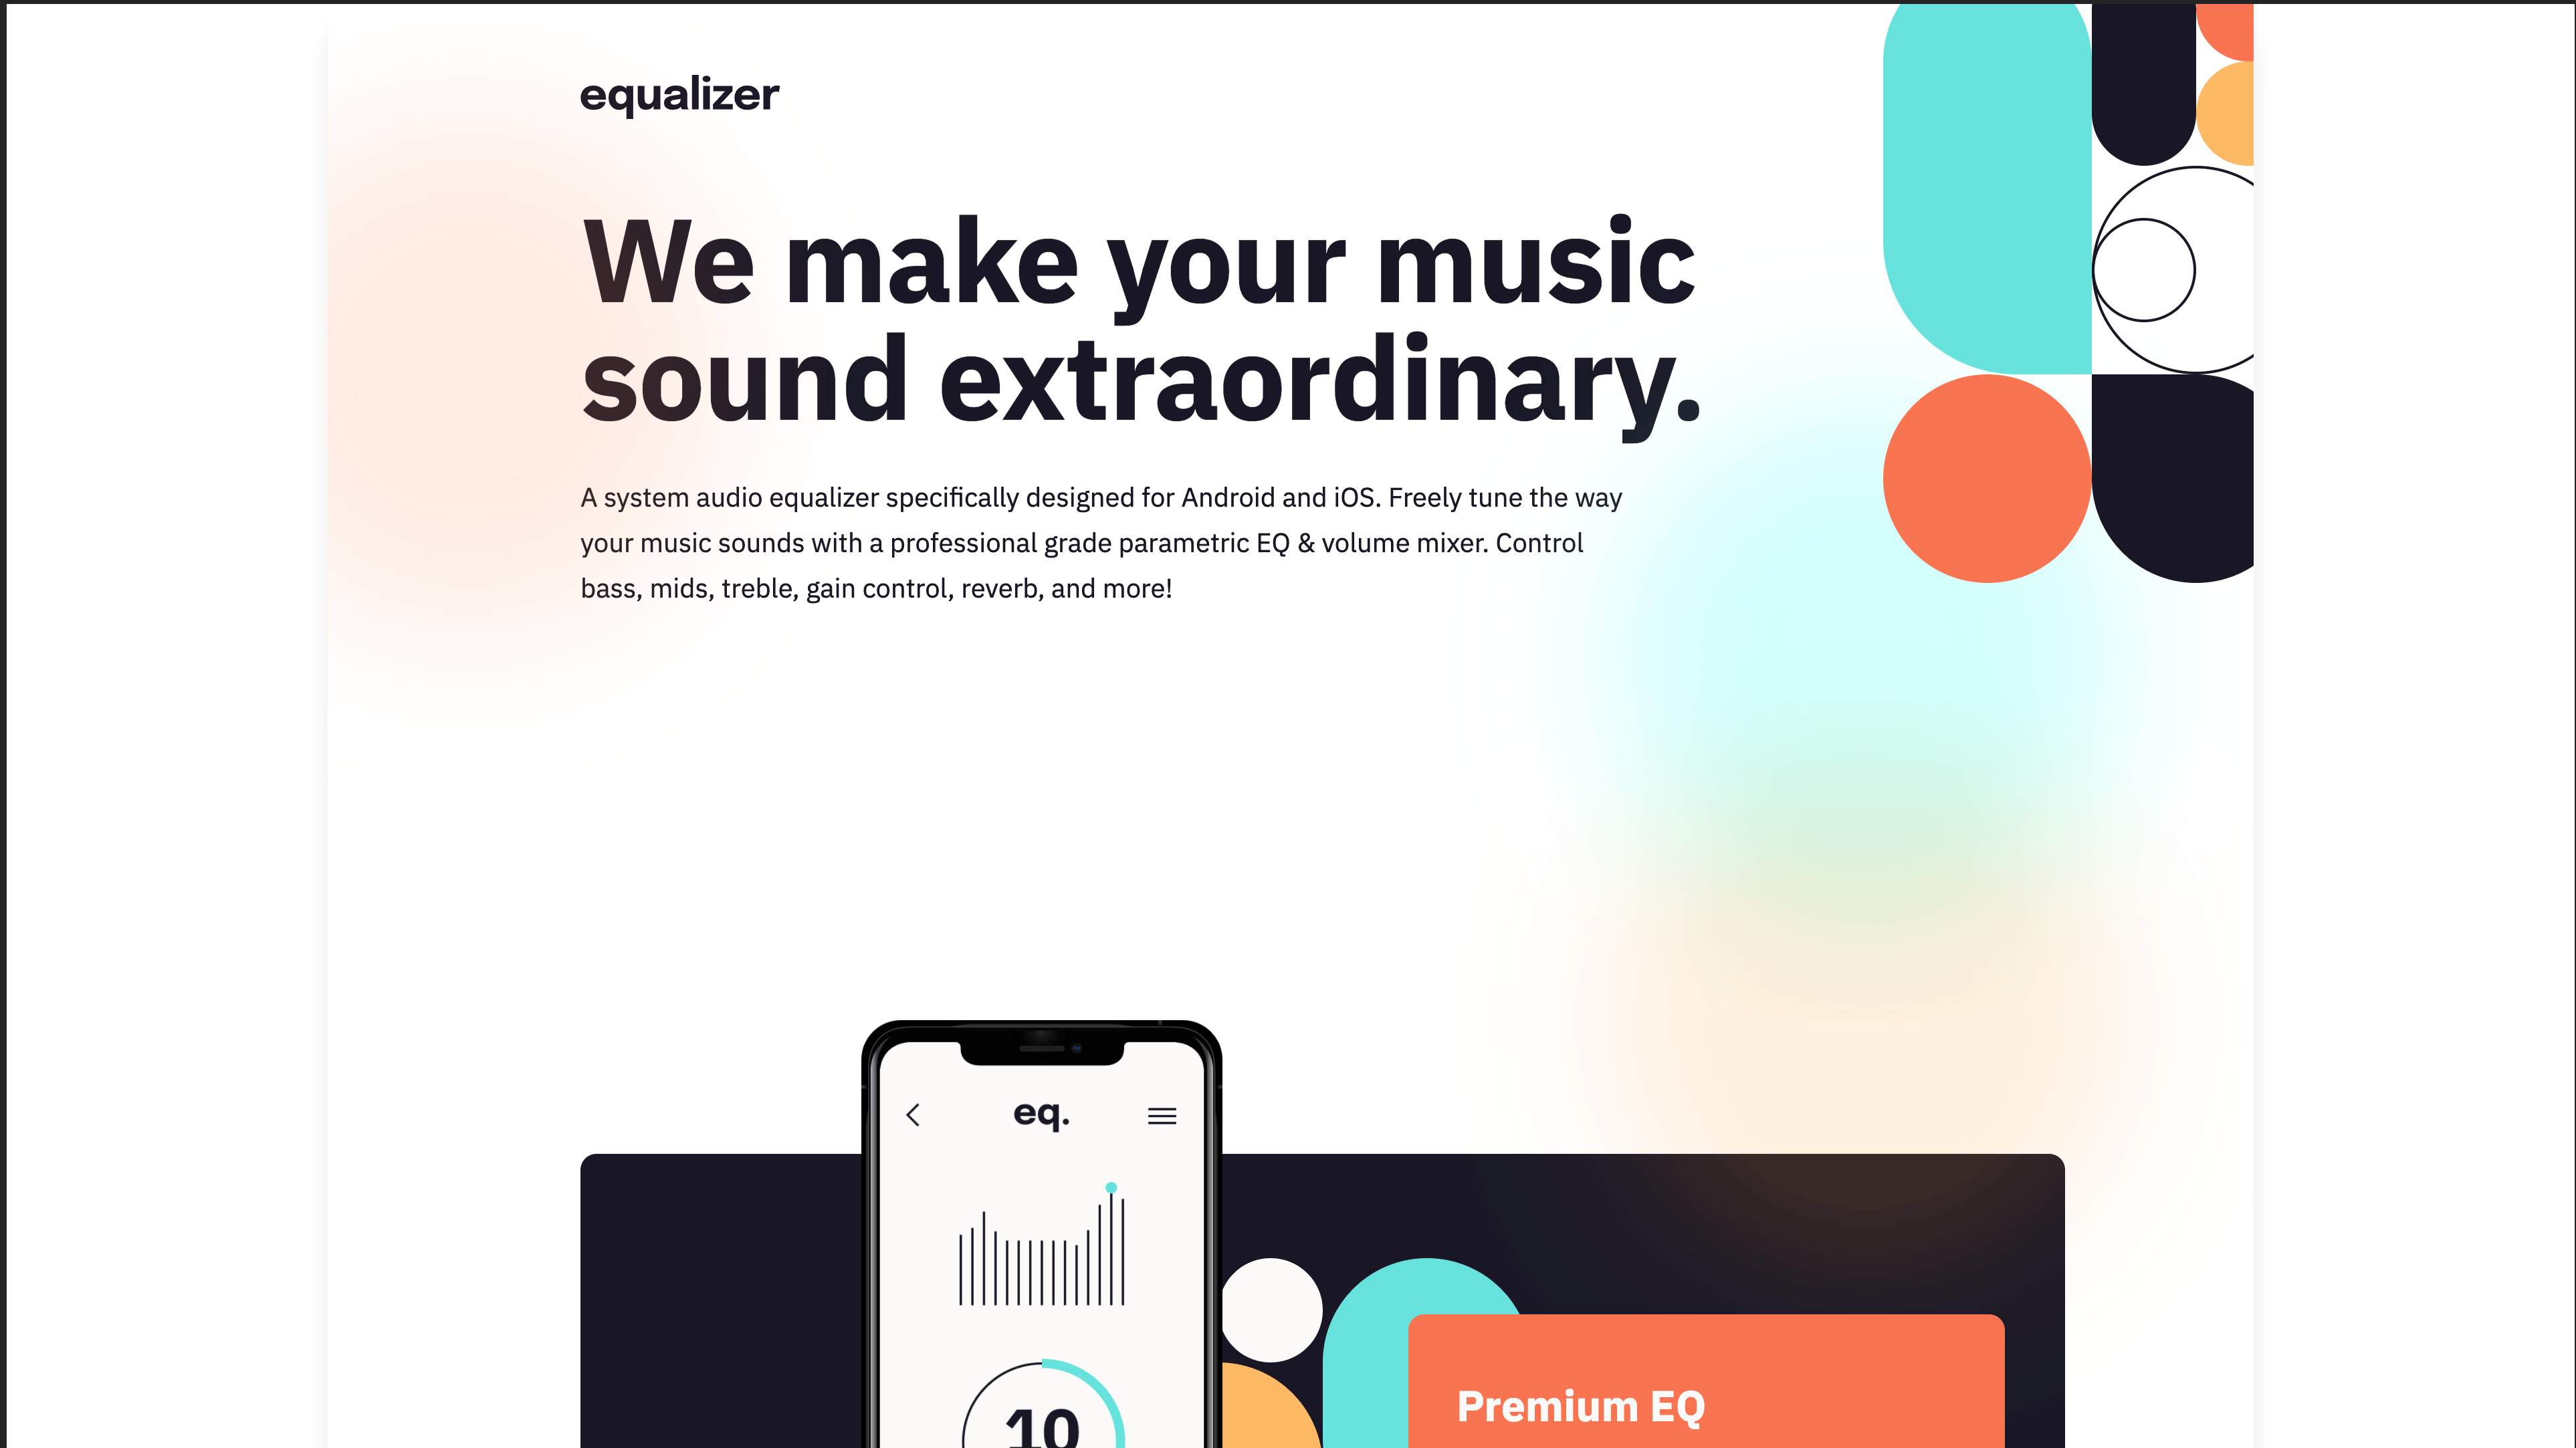 equalizer
We make your music
sound extraordinary.
A system audio equalizer specifically designed for Android and iOS. Freely tune the way
your music sounds with a professional grade parametric EQ & volume mixer. Control
bass, mids, treble, gain control, reverb, and more!
eq.
10
Premium EQ